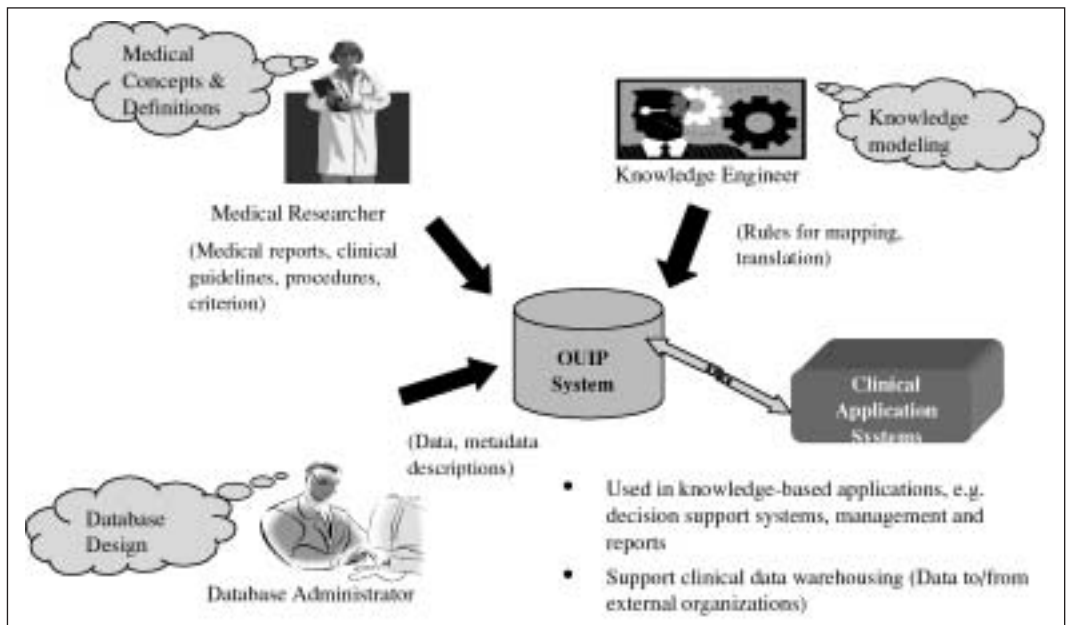 Medical
Concepts &
Definitions
Knowledge
modeling
Knowledge Engineer
Medical Researcher
(Medical reports, clinical
guidelines, procedures,
criterion)
(Rules for mapping,
translation)
OUIP
System
Clinical
Application
Systems
(Data, metadata
descriptions)
Database
Design
Database Administrator
• Used in knowledge-based applications, e.g.
decision support systems, management and
reports
• Support clinical data warehousing (Data to/from
external organizations)